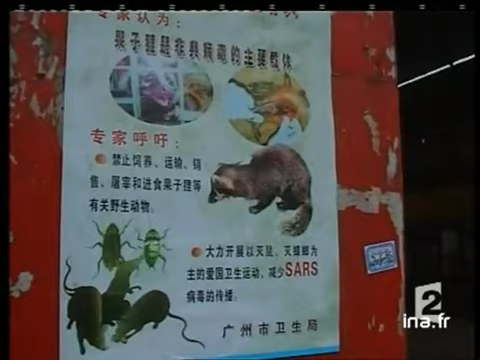 专家认为:
果子狸是非典病毒的主要载体
专家呼吁:
禁止饲养、运输、销
售、屠宰和进食果子狸等
有关野生动物。
大力开展以灭鼠、灭蟑螂为
主的爱国卫生运动,减少SARS
病毒的传播。
广州市卫生局
2
ina.fr